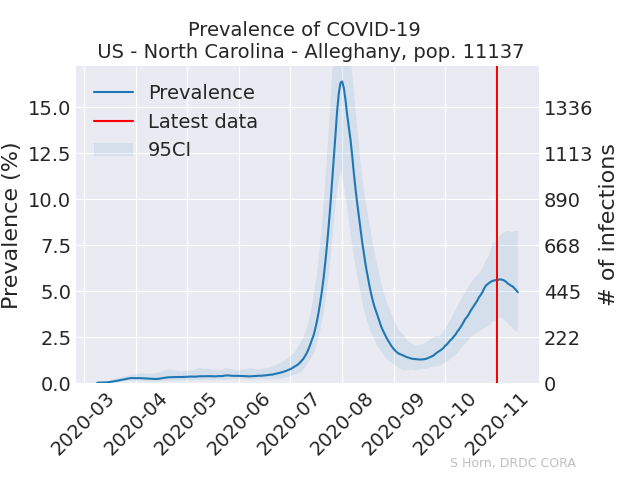 Prevalence of COVID-19
US - North Carolina - Alleghany, pop. 11137
Prevalence
Latest data
95CI
Prevalence (%)
15.0
12.5
10.0
7.5
5.0
2.5
0.0
1336
1113
890
668
445
222
0
# of infections
2020-03
2020-04
2020-05
2020-06
2020-07
2020-08
2020-09
2020-10
2020-11
S Horn, DRDC CORA